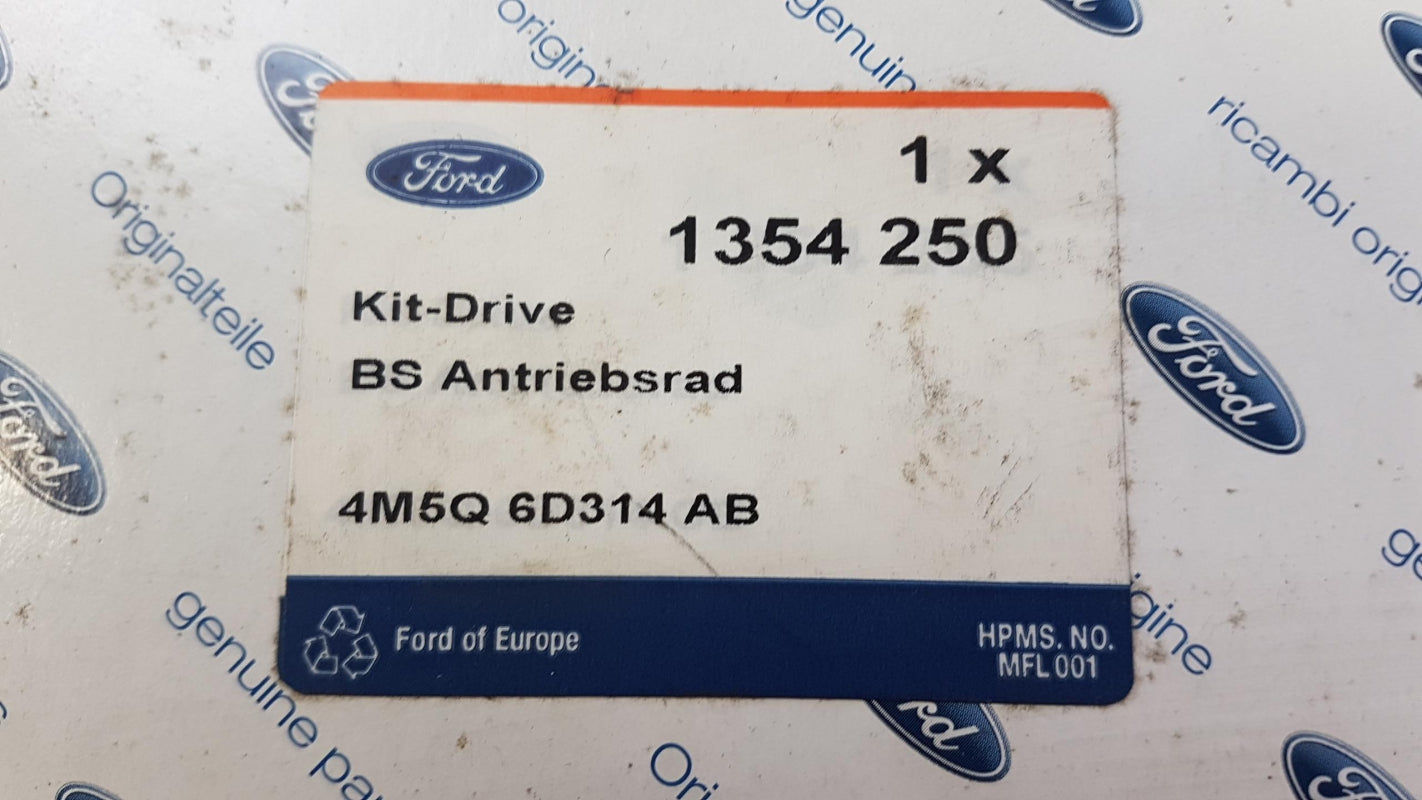 Ford
1 x
1354 250
Kit-Drive
BS Antriebsrad
4M5Q 6D314 AB
Ford of Europe
HPMS. NO.
MFL 001
Originalteile
genuine
ricambi
Ford
Ford
genuine